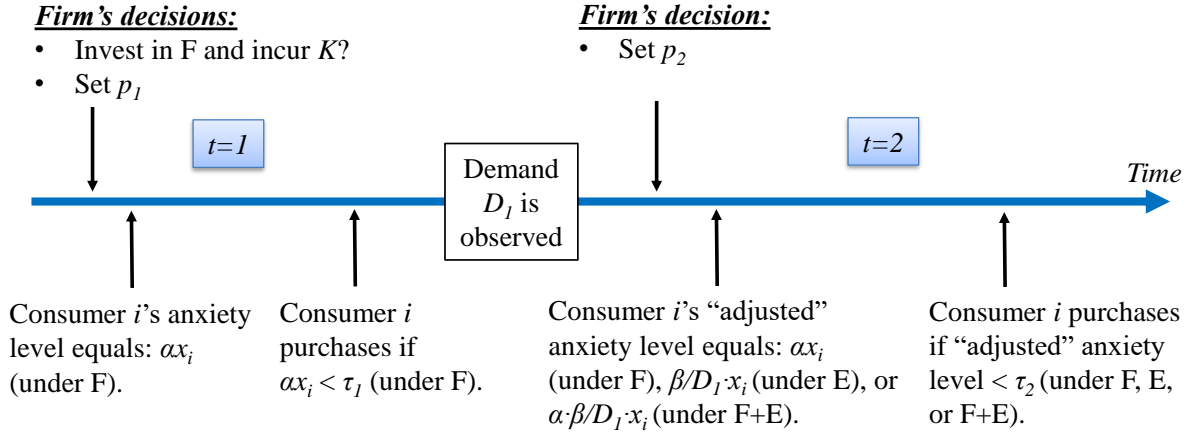 Firm's decisions:
• Invest in F and incur K?
• Set p1
Firm's decision:
• Set p2
t=1
Demand
D1 is
observed
t=2
Time
Consumer i's anxiety
level equals: αxi
(under F).
Consumer i
purchases if
αxi < τ1 (under F).
Consumer i's “adjusted”
anxiety level equals: αxi
(under F), β/D1·xi (under E), or
α·β/D1·xi (under F+E).
Consumer i purchases
if “adjusted” anxiety
level < τ2 (under F, E,
or F+E).